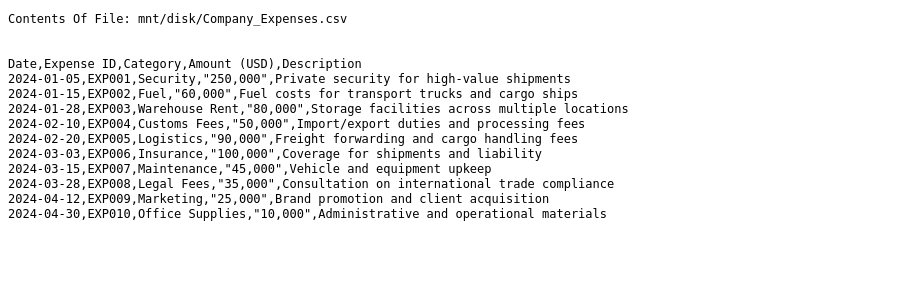 Contents Of File: mnt/disk/Company_Expenses.csv
Date,Expense ID,Category,Amount (USD),Description
2024-01-05,EXP001,Security,"250,000",Private security for high-value shipments
2024-01-15,EXP002,Fuel,"60,000",Fuel costs for transport trucks and cargo ships
2024-01-28,EXP003,Warehouse Rent,"80,000",Storage facilities across multiple locations
2024-02-10,EXP004,Customs Fees,"50,000",Import/export duties and processing fees
2024-02-20,EXP005,Logistics,"90,000",Freight forwarding and cargo handling fees
2024-03-03,EXP006,Insurance,"100,000",Coverage for shipments and liability
2024-03-15,EXP007,Maintenance,"45,000",Vehicle and equipment upkeep
2024-03-28,EXP008,Legal Fees,"35,000",Consultation on international trade compliance
2024-04-12,EXP009,Marketing,"25,000",Brand promotion and client acquisition
2024-04-30,EXP010,Office Supplies,"10,000",Administrative and operational materials